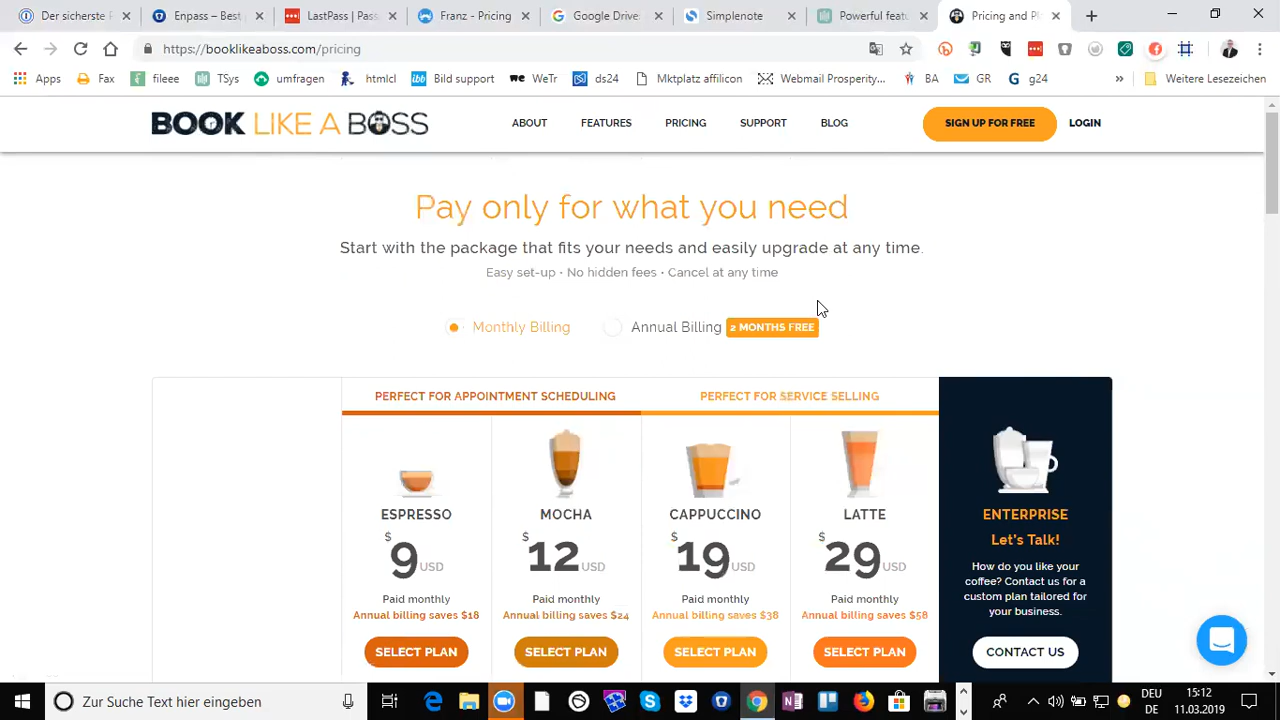 Der sicherste P
Enpass – Best p
LastPass | Pass
Franz - Pricing
Google Drive:
Simplenote
Powerful featu
Pricing and Pl
https://booklikeaboss.com/pricing
Apps
Fax
fileee
TSys
umfragen
htmlcl
Bild support
WeTr
ds24
Mktplatz affilicon
Webmail Prosperity...
BA
GR
g24
»
Weitere Lesezeichen
BOOK LIKE A BOSS
ABOUT
FEATURES
PRICING
SUPPORT
BLOG
SIGN UP FOR FREE
LOGIN
Pay only for what you need
Start with the package that fits your needs and easily upgrade at any time.
Easy set-up · No hidden fees · Cancel at any time
Monthly Billing
Annual Billing
2 MONTHS FREE
PERFECT FOR APPOINTMENT SCHEDULING
PERFECT FOR SERVICE SELLING
ESPRESSO
$9 USD
Paid monthly
Annual billing saves $18
SELECT PLAN
MOCHA
$12 USD
Paid monthly
Annual billing saves $24
SELECT PLAN
CAPPUCCINO
$19 USD
Paid monthly
Annual billing saves $38
SELECT PLAN
LATTE
$29 USD
Paid monthly
Annual billing saves $58
SELECT PLAN
ENTERPRISE
Let's Talk!
How do you like your
coffee? Contact us for a
custom plan tailored for
your business.
CONTACT US
Zur Suche Text hier eingeben
DEU
DE
15:12
11.03.2019